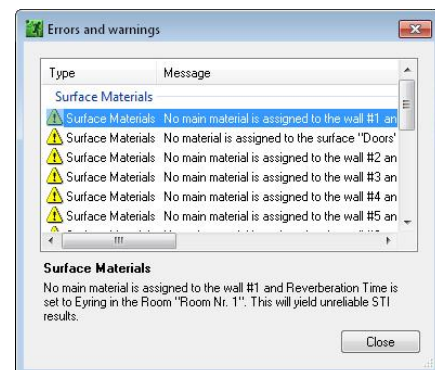 Errors and warnings
Type Message
Surface Materials
Surface Materials No main material is assigned to the wall #1 an
Surface Materials No material is assigned to the surface "Doors"
Surface Materials No main material is assigned to the wall #2 an
Surface Materials No main material is assigned to the wall #3 an
Surface Materials No main material is assigned to the wall #4 an
Surface Materials No main material is assigned to the wall #5 an
Surface Materials
No main material is assigned to the wall #1 and Reverberation Time is
set to Eyring in the Room "Room Nr. 1". This will yield unreliable STI
results.
Close